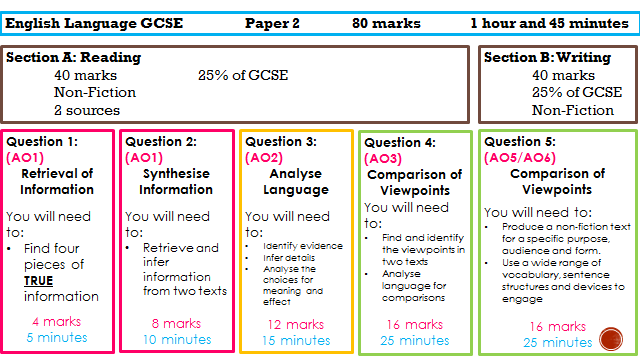 English Language GCSE Paper 2 80 marks 1 hour and 45 minutes
Section A: Reading
40 marks 25% of GCSE
Non-Fiction
2 sources
Section B: Writing
40 marks
25% of GCSE
Non-Fiction
Question 1:
(AO1)
Retrieval of
Information
You will need
to:
• Find four
pieces of
TRUE
information
4 marks
5 minutes
Question 2:
(AO1)
Synthesise
Information
You will need
to:
• Retrieve and
infer
information
from two texts
8 marks
10 minutes
Question 3:
(AO2)
Analyse
Language
You will need
to:
• Identify evidence
• Infer details
• Analyse the
choices for
meaning and
effect
12 marks
15 minutes
Question 4:
(AO3)
Comparison of
Viewpoints
You will need
to:
• Find and identify
the viewpoints in
two texts
• Analyse
language for
comparisons
16 marks
25 minutes
Question 5:
(AO5/AO6)
Comparison of
Viewpoints
You will need to:
• Produce a non-fiction text
for a specific purpose,
audience and form.
• Use a wide range of
vocabulary, sentence
structures and devices to
engage
16 marks
25 minutes